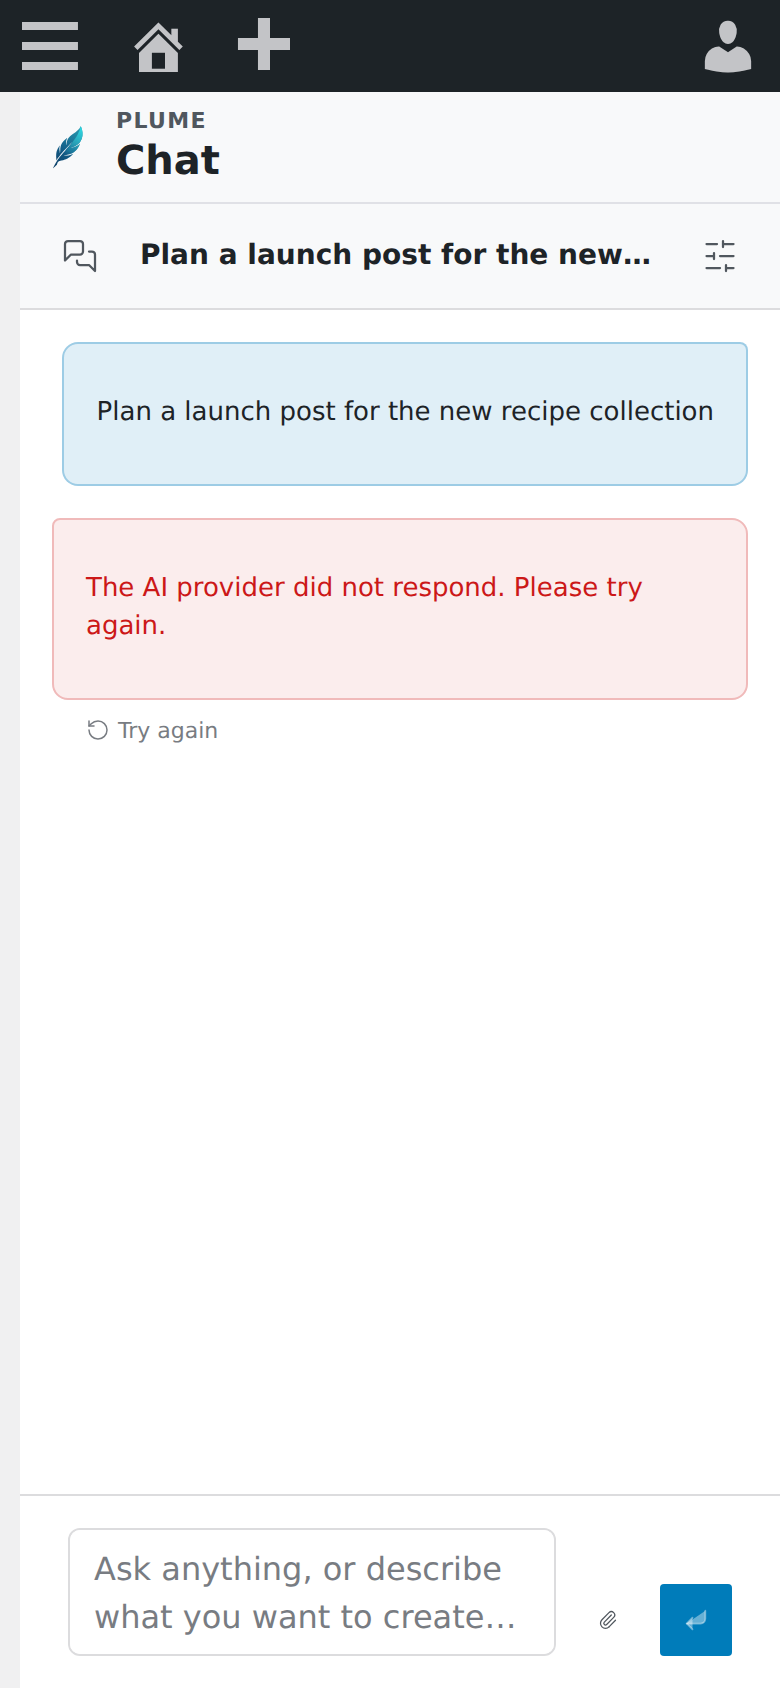 PLUME
Chat
Plan a launch post for the new…
Plan a launch post for the new recipe collection
The AI provider did not respond. Please try
again.
Try again
Ask anything, or describe
what you want to create…